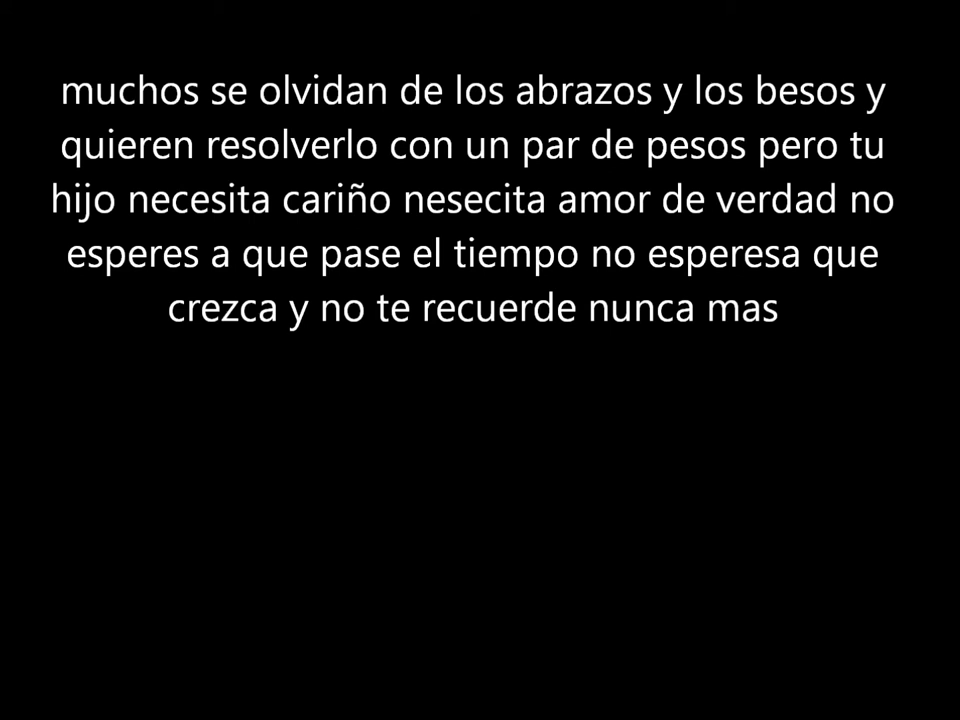 muchos se olvidan de los abrazos y los besos y
quieren resolverlo con un par de pesos pero tu
hijo necesita cariño nesecita amor de verdad no
esperes a que pase el tiempo no esperesa que
crezca y no te recuerde nunca mas